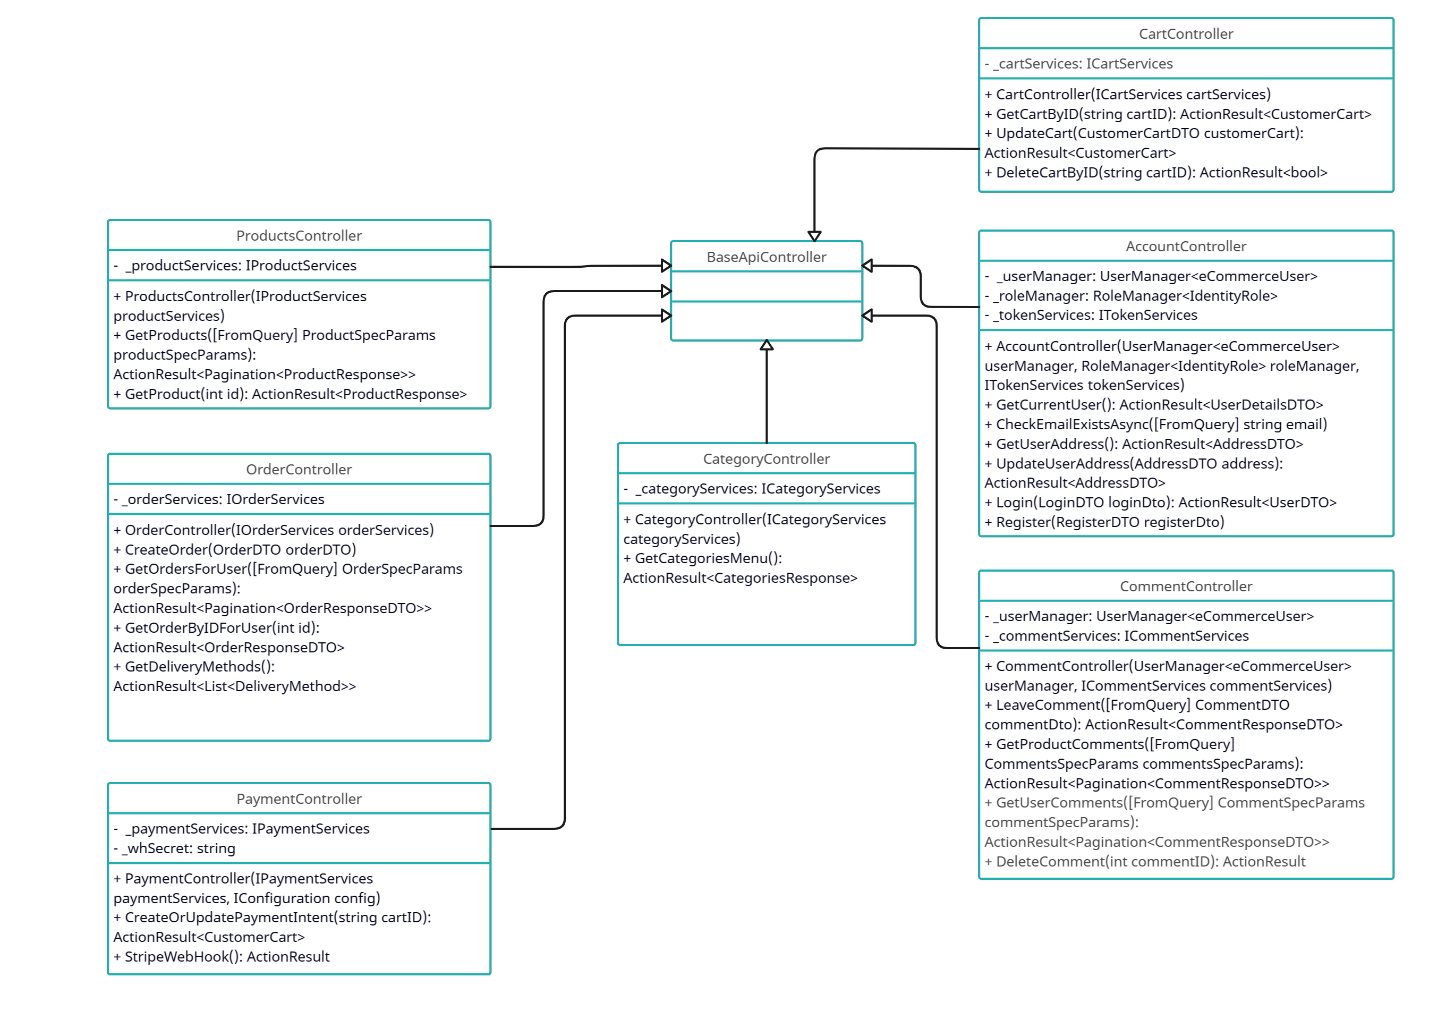 CartController
- _cartServices: ICartServices
+ CartController(ICartServices cartServices)
+ GetCartByID(string cartID): ActionResult<CustomerCart>
+ UpdateCart(CustomerCartDTO customerCart):
ActionResult<CustomerCart>
+ DeleteCartByID(string cartID): ActionResult<bool>
ProductsController
-  _productServices: IProductServices
+ ProductsController(IProductServices
productServices)
+ GetProducts([FromQuery] ProductSpecParams
productSpecParams):
ActionResult<Pagination<ProductResponse>>
+ GetProduct(int id): ActionResult<ProductResponse>
BaseApiController
AccountController
-  _userManager: UserManager<eCommerceUser>
- _roleManager: RoleManager<IdentityRole>
- _tokenServices: ITokenServices
+ AccountController(UserManager<eCommerceUser>
userManager, RoleManager<IdentityRole> roleManager,
ITokenServices tokenServices)
+ GetCurrentUser(): ActionResult<UserDetailsDTO>
+ CheckEmailExistsAsync([FromQuery] string email)
+ GetUserAddress(): ActionResult<AddressDTO>
+ UpdateUserAddress(AddressDTO address):
ActionResult<AddressDTO>
+ Login(LoginDTO loginDto): ActionResult<UserDTO>
+ Register(RegisterDTO registerDto)
OrderController
- _orderServices: IOrderServices
+ OrderController(IOrderServices orderServices)
+ CreateOrder(OrderDTO orderDTO)
+ GetOrdersForUser([FromQuery] OrderSpecParams
orderSpecParams):
ActionResult<Pagination<OrderResponseDTO>>
+ GetOrderByIDForUser(int id):
ActionResult<OrderResponseDTO>
+ GetDeliveryMethods():
ActionResult<List<DeliveryMethod>>
CategoryController
-  _categoryServices: ICategoryServices
+ CategoryController(ICategoryServices
categoryServices)
+ GetCategoriesMenu():
ActionResult<CategoriesResponse>
CommentController
- _userManager: UserManager<eCommerceUser>
- _commentServices: ICommentServices
+ CommentController(UserManager<eCommerceUser>
userManager, ICommentServices commentServices)
+ LeaveComment([FromQuery] CommentDTO
commentDto): ActionResult<CommentResponseDTO>
+ GetProductComments([FromQuery]
CommentsSpecParams commentsSpecParams):
ActionResult<Pagination<CommentResponseDTO>>
+ GetUserComments([FromQuery] CommentSpecParams
commentSpecParams):
ActionResult<Pagination<CommentResponseDTO>>
+ DeleteComment(int commentID): ActionResult
PaymentController
-  _paymentServices: IPaymentServices
- _whSecret: string
+ PaymentController(IPaymentServices
paymentServices, IConfiguration config)
+ CreateOrUpdatePaymentIntent(string cartID):
ActionResult<CustomerCart>
+ StripeWebHook(): ActionResult